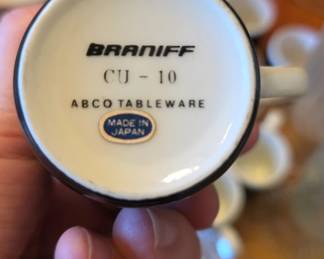 BRANIFF
CU - 10
ABCO TABLEWARE
MADE IN
JAPAN